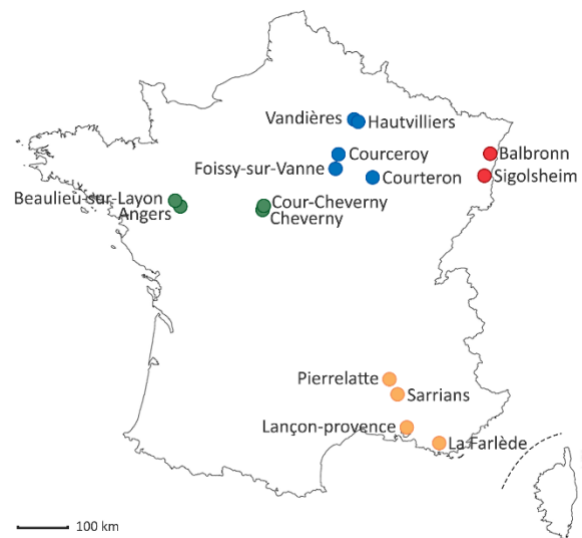 Vandières
Hautvilliers
Courceroy
Balbronn
Foissy-sur-Vanne
Courteron
Sigolsheim
Beaulieu-sur-Layon
Cour-Cheverny
Angers
Cheverny
Pierrelatte
Sarrians
Lançon-provence
La Farlède
100 km